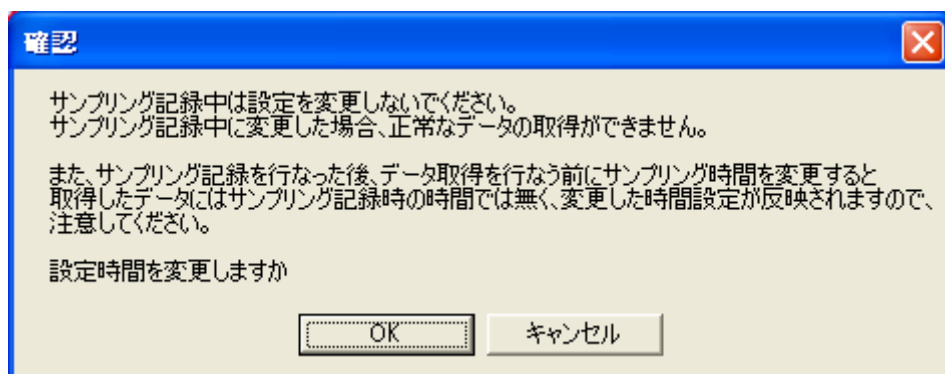 確認
サンプリング記録中は設定を変更しないでください。
サンプリング記録中に変更した場合、正常なデータの取得ができません。
また、サンプリング記録を行なった後、データ取得を行なう前にサンプリング時間を変更すると
取得したデータにはサンプリング記録時の時間では無く、変更した時間設定が反映されますので、
注意してください。
設定時間を変更しますか
OK
キャンセル